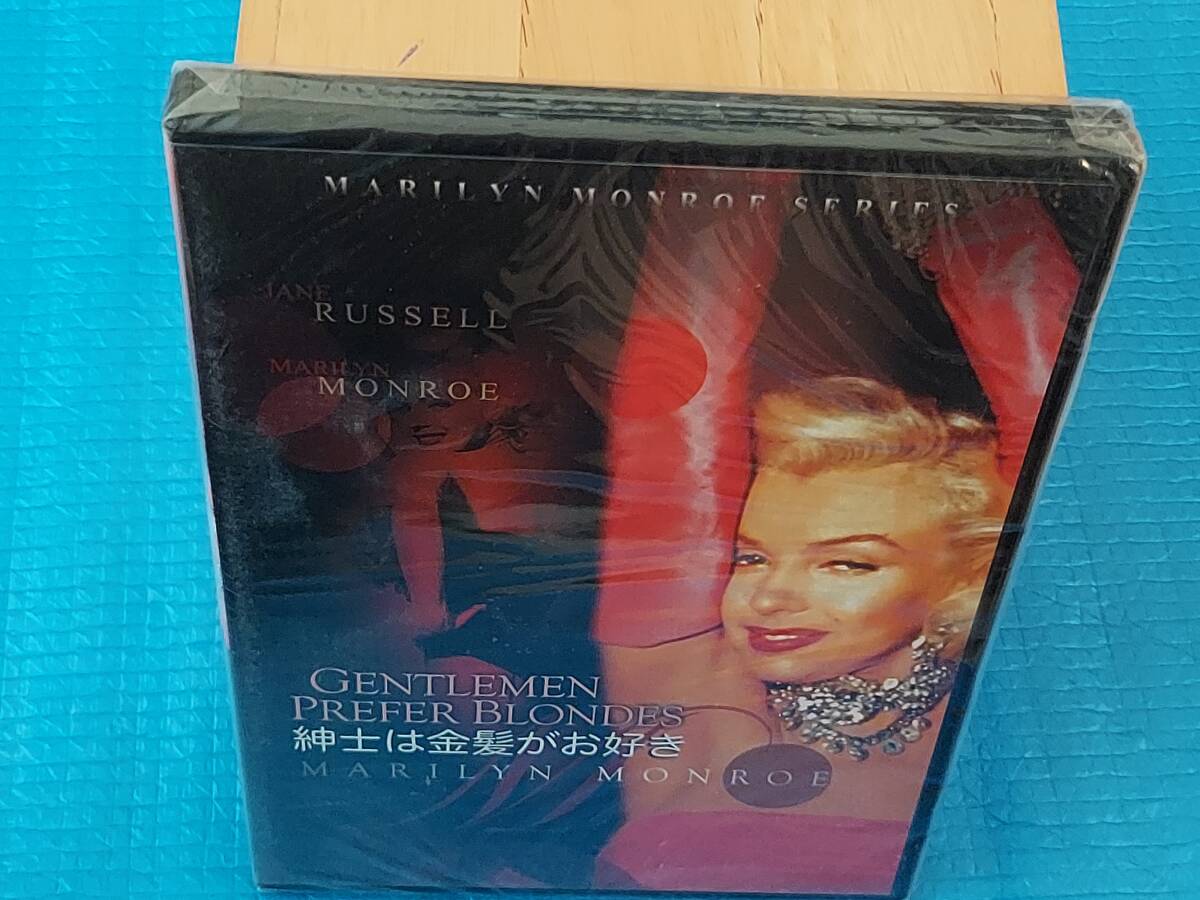 MARILYN MONROE SERIES
JANE
RUSSELL
MARILYN
MONROE
GENTLEMEN
PREFER BLONDES
紳士は金髪がお好き
MARILYN MONROE